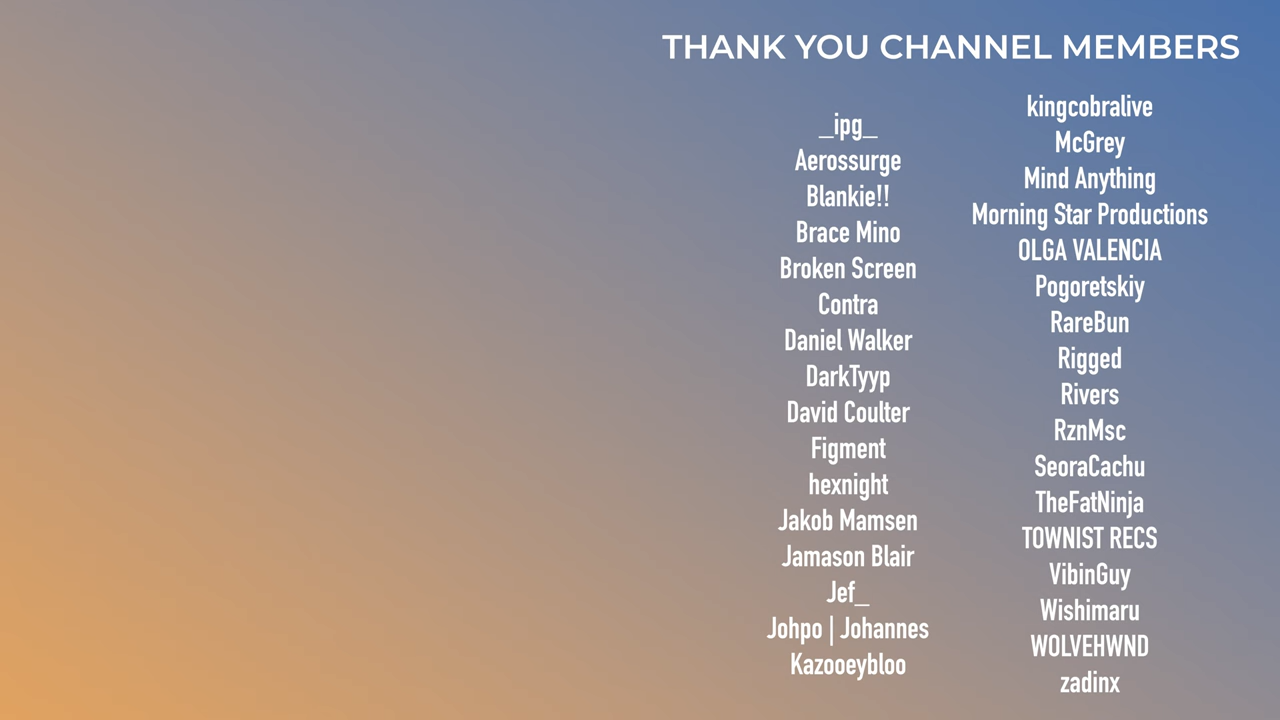 THANK YOU CHANNEL MEMBERS
_ipg_
Aerossurge
Blankie!!
Brace Mino
Broken Screen
Contra
Daniel Walker
DarkTyyp
David Coulter
Figment
hexnight
Jakob Mamsen
Jamason Blair
Jef_
Johpo | Johannes
Kazooeybloo
kingcobralive
McGrey
Mind Anything
Morning Star Productions
OLGA VALENCIA
Pogoretskiy
RareBun
Rigged
Rivers
RznMsc
SeoraCachu
TheFatNinja
TOWNIST RECS
VibinGuy
Wishimaru
WOLVEHWND
zadinx